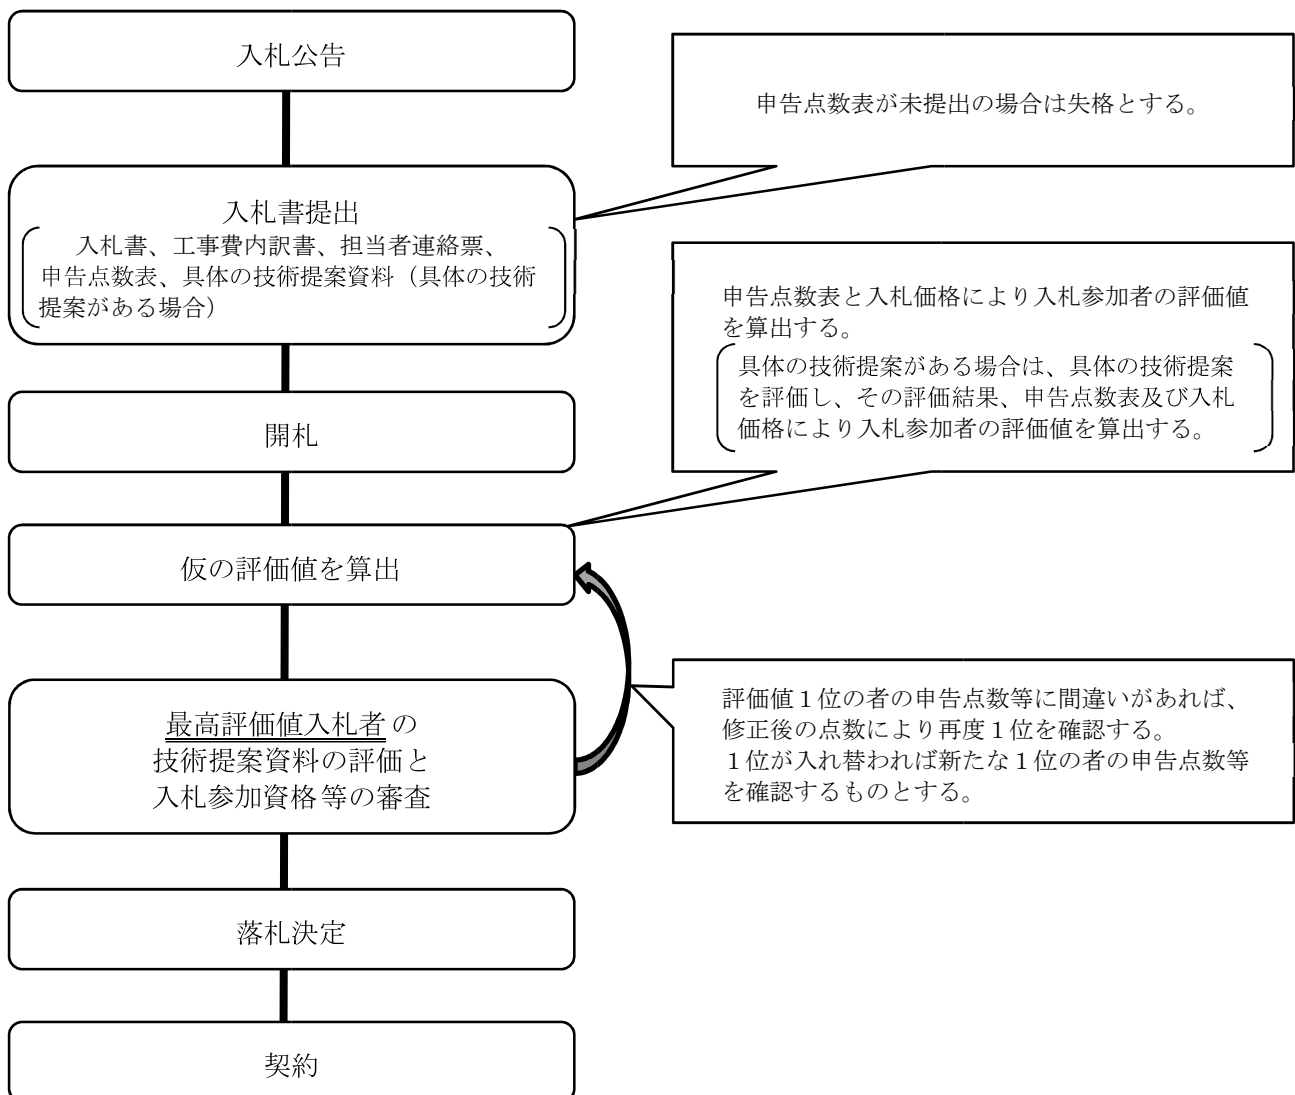 入札公告
申告点数表が未提出の場合は失格とする。
入札書提出
入札書、工事費内訳書、担当者連絡票、
申告点数表、具体の技術提案資料（具体の技術
提案がある場合）
申告点数表と入札価格により入札参加者の評価値
を算出する。
具体の技術提案がある場合は、具体の技術提案
を評価し、その評価結果、申告点数表及び入札
価格により入札参加者の評価値を算出する。
開札
仮の評価値を算出
評価値１位の者の申告点数等に間違いがあれば、
修正後の点数により再度１位を確認する。
１位が入れ替われば新たな１位の者の申告点数等
を確認するものとする。
最高評価値入札者の
技術提案資料の評価と
入札参加資格等の審査
落札決定
契約